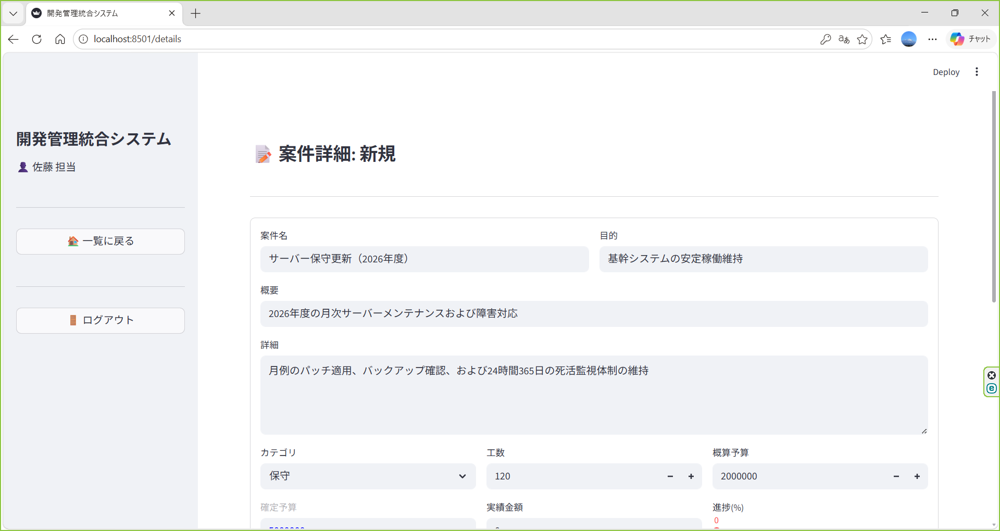 開発管理統合システム
localhost:8501/details
チャット
Deploy
開発管理統合システム
佐藤 担当
一覧に戻る
ログアウト
案件詳細: 新規
案件名
サーバー保守更新（2026年度）
目的
基幹システムの安定稼働維持
概要
2026年度の月次サーバーメンテナンスおよび障害対応
詳細
月例のパッチ適用、バックアップ確認、および24時間365日の死活監視体制の維持
カテゴリ
保守
工数
120
概算予算
2000000
確定予算
実績金額
進捗(%)
0